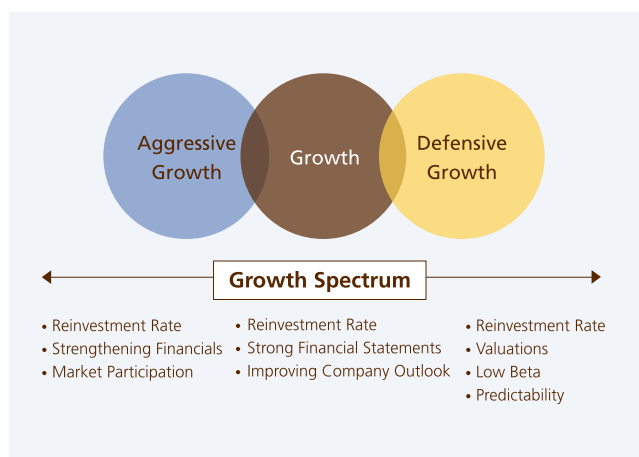 Aggressive
Growth
Growth
Defensive
Growth
Growth Spectrum
• Reinvestment Rate
• Strengthening Financials
• Market Participation
• Reinvestment Rate
• Strong Financial Statements
• Improving Company Outlook
• Reinvestment Rate
• Valuations
• Low Beta
• Predictability